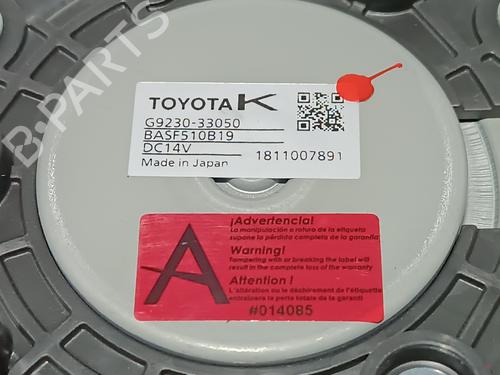 B-PARTS
TOYOTA K
G9230-33050
BASF510B19
DC14V
Made in Japan
1811007891
A
¡Advertencia!
La manipulación o rotura de la etiqueta
supone la pérdida completa de la garantía
Warning!
Tampering with or breaking the label will
result in the complete loss of the warranty
Attention !
L'altération ou le déchirement de l'étiquette
entraînera la perte totale de la garanti
#014085